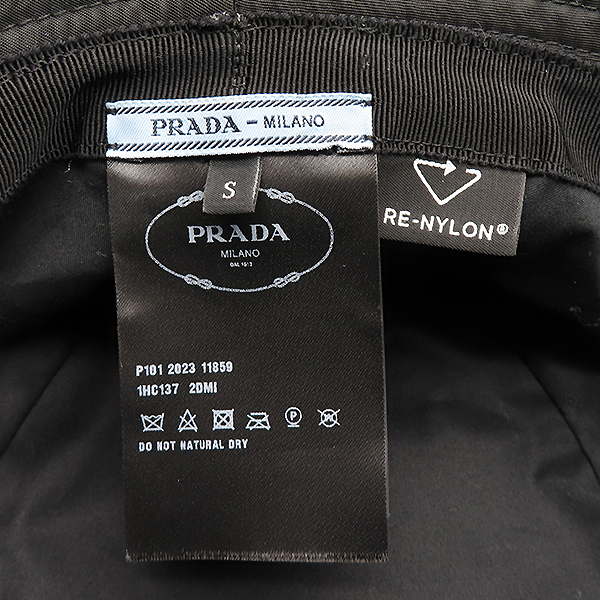 PRADA - MILANO
S
PRADA
MILANO
DAL 1913
RE-NYLON®
P101 2023 11859
1HC137 2DMI
P
DO NOT NATURAL DRY